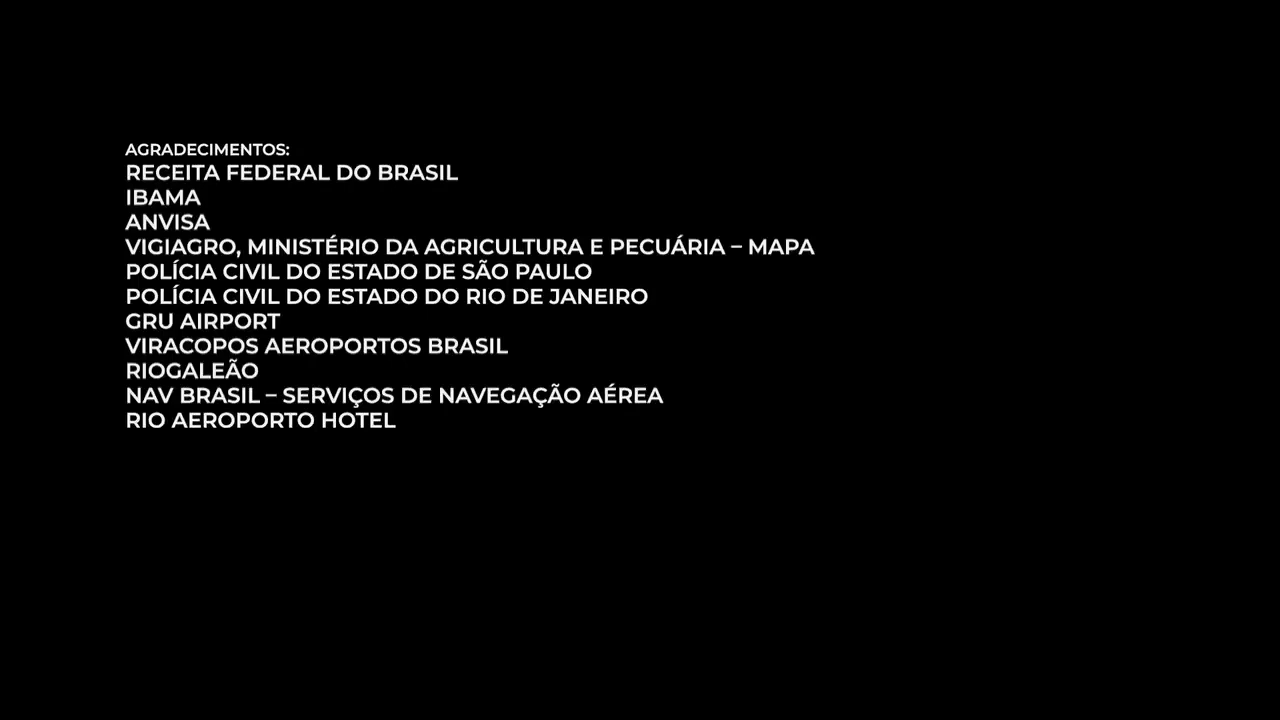 AGRADECIMENTOS:
RECEITA FEDERAL DO BRASIL
IBAMA
ANVISA
VIGIAGRO, MINISTÉRIO DA AGRICULTURA E PECUÁRIA – MAPA
POLÍCIA CIVIL DO ESTADO DE SÃO PAULO
POLÍCIA CIVIL DO ESTADO DO RIO DE JANEIRO
GRU AIRPORT
VIRACOPOS AEROPORTOS BRASIL
RIOGALEÃO
NAV BRASIL – SERVIÇOS DE NAVEGAÇÃO AÉREA
RIO AEROPORTO HOTEL